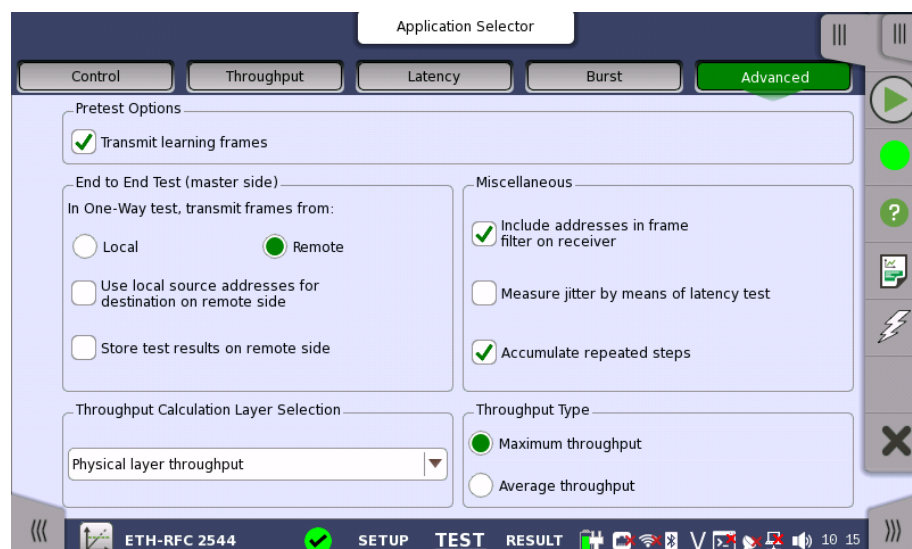 Application Selector
Control Throughput Latency Burst Advanced
Pretest Options
Transmit learning frames
End to End Test (master side)
In One-Way test, transmit frames from:
Local Remote
Use local source addresses for
destination on remote side
Store test results on remote side
Miscellaneous
Include addresses in frame
filter on receiver
Measure jitter by means of latency test
Accumulate repeated steps
Throughput Calculation Layer Selection
Physical layer throughput
Throughput Type
Maximum throughput
Average throughput
ETH-RFC 2544 SETUP TEST RESULT 10 15